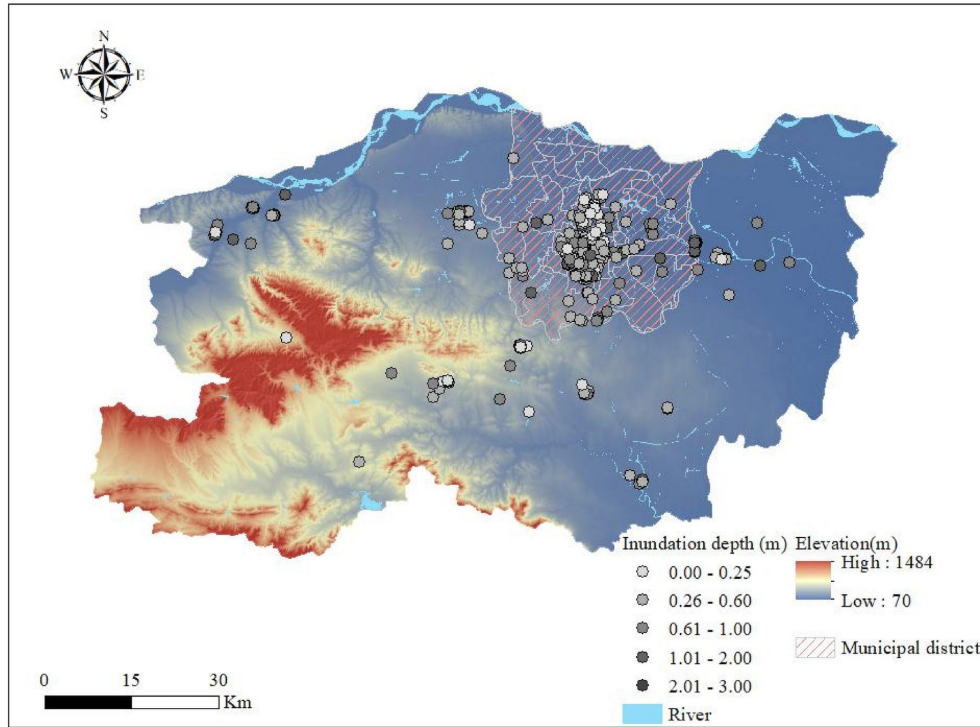 N
W E
S
Inundation depth (m) Elevation(m)
0.00 - 0.25 High : 1484
0.26 - 0.60 Low : 70
0.61 - 1.00 Municipal district
1.01 - 2.00
2.01 - 3.00
River
0 15 30
Km